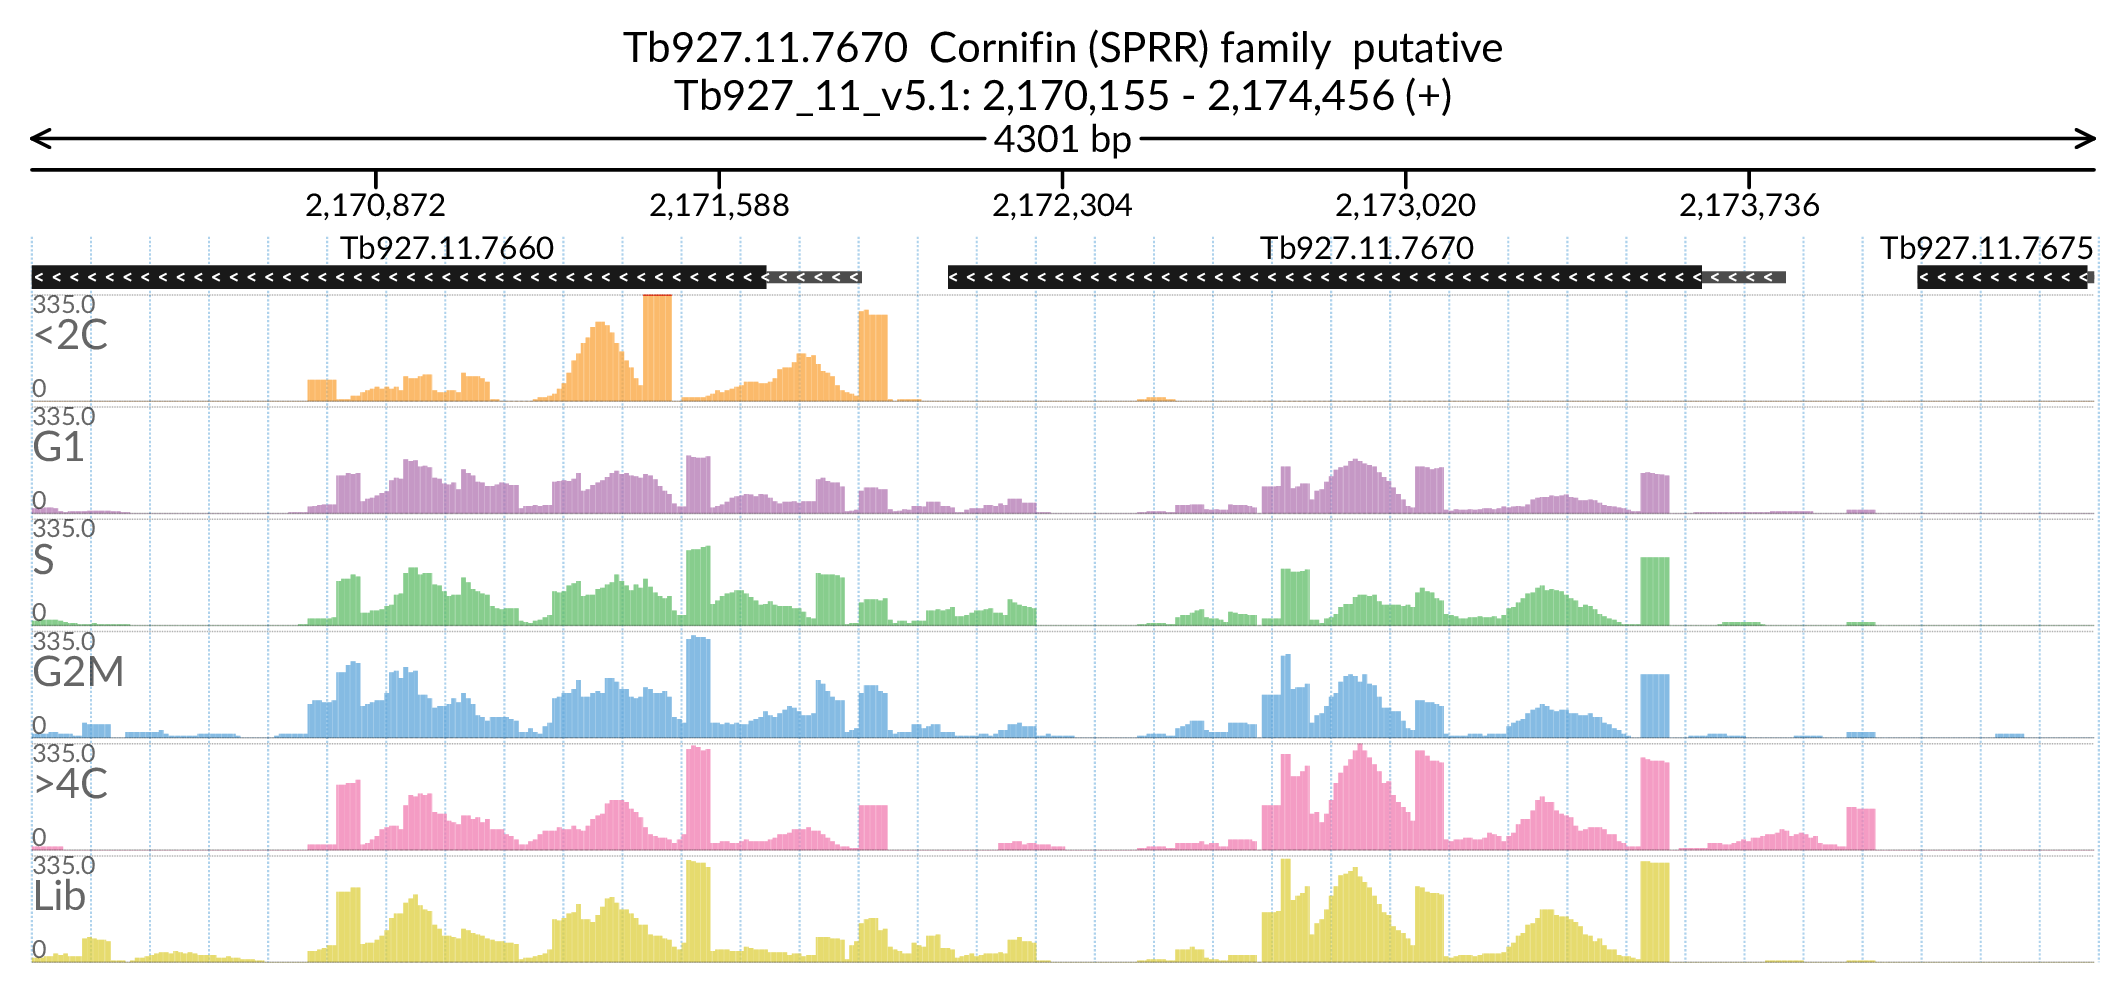 Tb927.11.7670  Cornifin (SPRR) family  putative
Tb927_11_v5.1: 2,170,155 - 2,174,456 (+)
4301 bp
2,170,872 2,171,588 2,172,304 2,173,020 2,173,736
Tb927.11.7660 Tb927.11.7670 Tb927.11.7675
335.0
<2C
0
335.0
G1
0
335.0
S
0
335.0
G2M
0
335.0
>4C
0
335.0
Lib
0